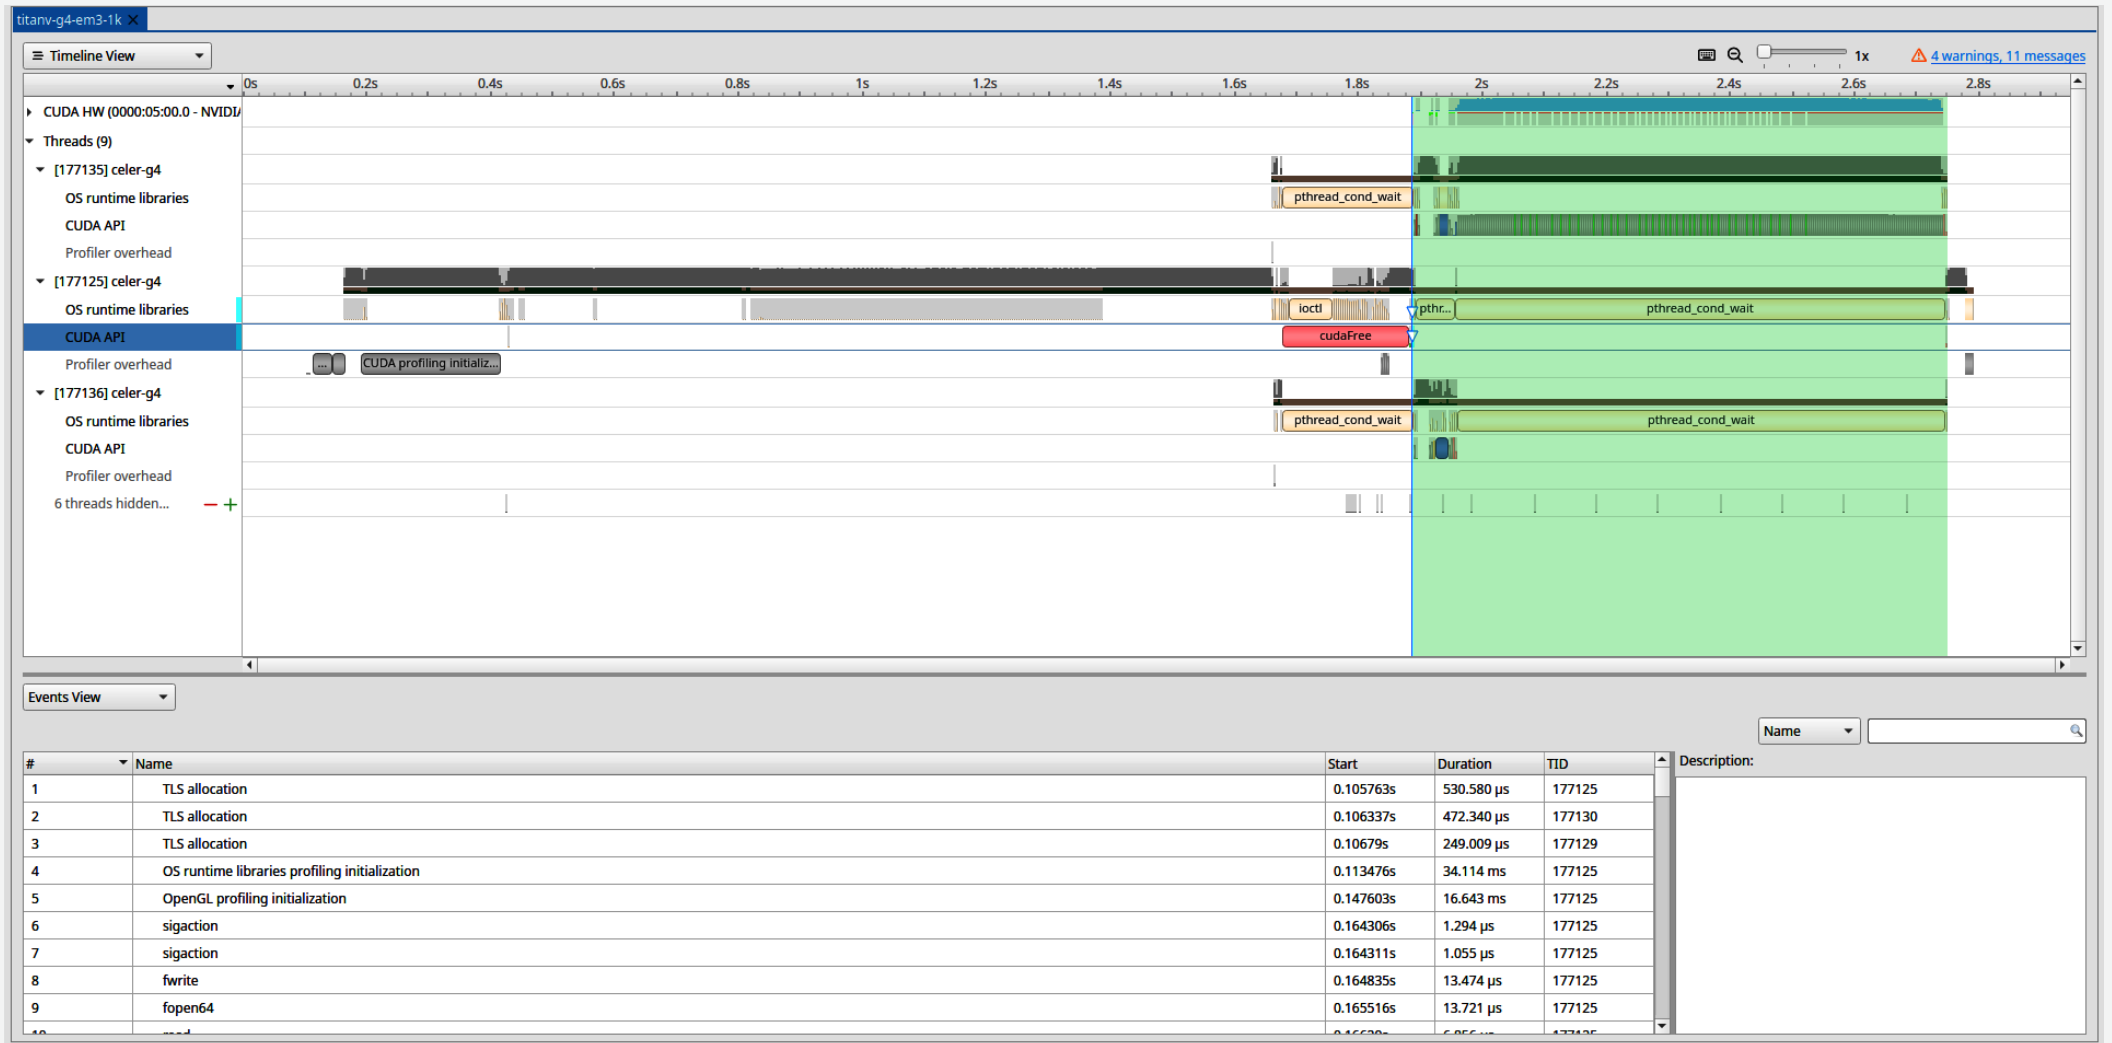 titanv-g4-em3-1k
Timeline View
1x
4 warnings, 11 messages
0s 0.2s 0.4s 0.6s 0.8s 1s 1.2s 1.4s 1.6s 1.8s 2s 2.2s 2.4s 2.6s 2.8s
CUDA HW (0000:05:00.0 - NVIDI
Threads (9)
[177135] celer-g4
OS runtime libraries pthread_cond_wait
CUDA API
Profiler overhead
[177125] celer-g4
OS runtime libraries ioctl pthr... pthread_cond_wait
CUDA API cudaFree
Profiler overhead ... CUDA profiling initializ...
[177136] celer-g4
OS runtime libraries pthread_cond_wait pthread_cond_wait
CUDA API
Profiler overhead
6 threads hidden... − +
Events View
Name
# Name Start Duration TID Description:
1 TLS allocation 0.105763s 530.580 µs 177125
2 TLS allocation 0.106337s 472.340 µs 177130
3 TLS allocation 0.10679s 249.009 µs 177129
4 OS runtime libraries profiling initialization 0.113476s 34.114 ms 177125
5 OpenGL profiling initialization 0.147603s 16.643 ms 177125
6 sigaction 0.164306s 1.294 µs 177125
7 sigaction 0.164311s 1.055 µs 177125
8 fwrite 0.164835s 13.474 µs 177125
9 fopen64 0.165516s 13.721 µs 177125